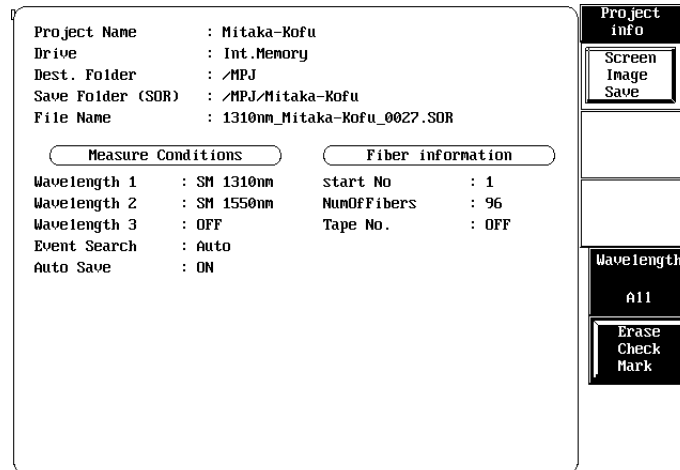 Project Name : Mitaka-Kofu
Drive : Int.Memory
Dest. Folder : /MPJ
Save Folder (SOR) : /MPJ/Mitaka-Kofu
File Name : 1310nm_Mitaka-Kofu_0027.SOR
Measure Conditions
Wavelength 1 : SM 1310nm
Wavelength 2 : SM 1550nm
Wavelength 3 : OFF
Event Search : Auto
Auto Save : ON
Fiber information
start No : 1
NumOfFibers : 96
Tape No. : OFF
Project
info
Screen
Image
Save
Wavelength
All
Erase
Check
Mark